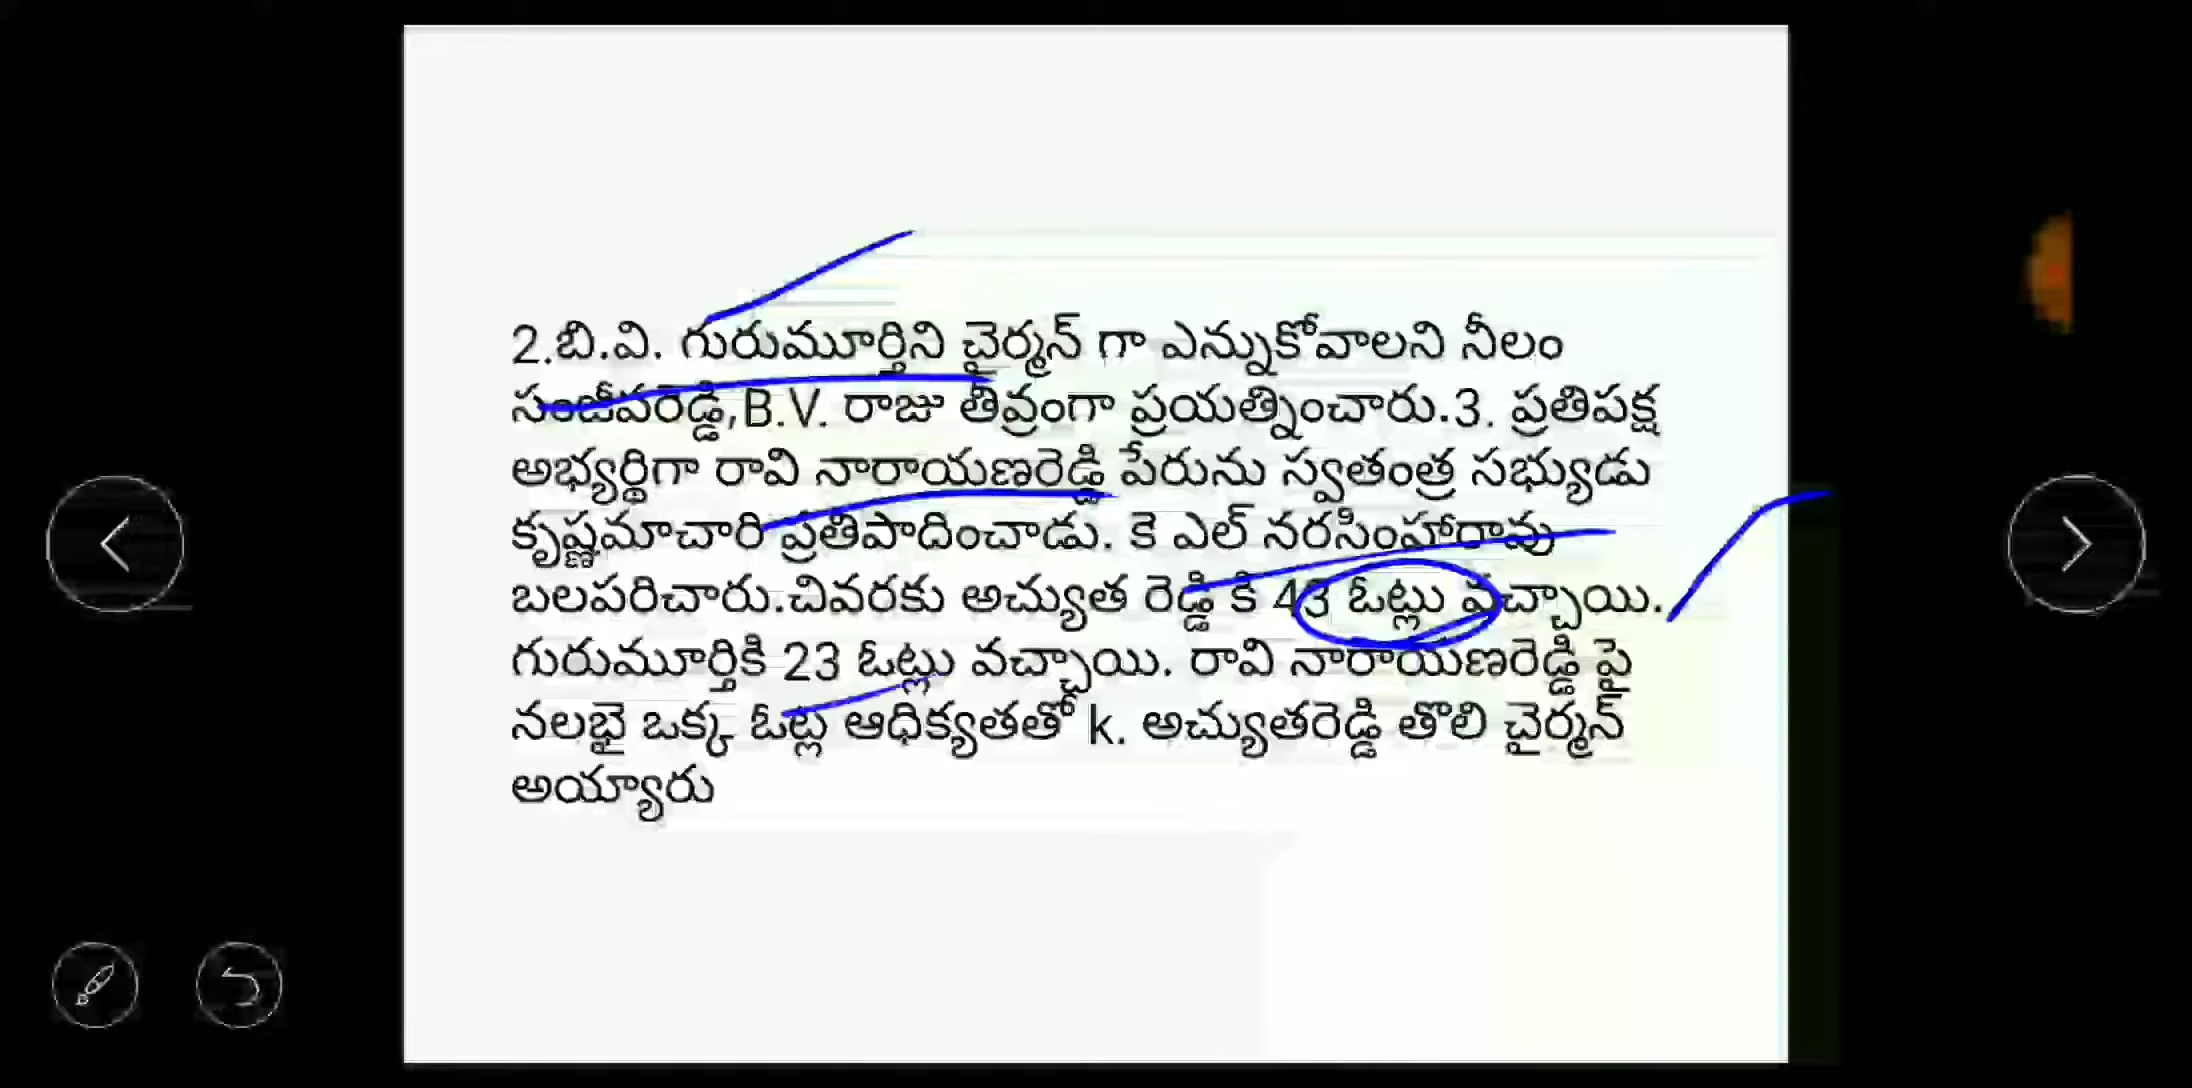 2.బి.వి. గురుమూర్తిని చైర్మన్ గా ఎన్నుకోవాలని నీలం
సంజీవరెడ్డి,B.V. రాజు తీవ్రంగా ప్రయత్నించారు.3. ప్రతిపక్ష
అభ్యర్థిగా రావి నారాయణరెడ్డి పేరును స్వతంత్ర సభ్యుడు
కృష్ణమాచారి ప్రతిపాదించాడు. కె ఎల్ నరసింహారావు
బలపరిచారు.చివరకు అచ్యుత రెడ్డి కి 43 ఓట్లు వచ్చాయి.
గురుమూర్తికి 23 ఓట్లు వచ్చాయి. రావి నారాయణరెడ్డి పై
నలభై ఒక్క ఓట్ల ఆధిక్యతతో k. అచ్యుతరెడ్డి తొలి చైర్మన్
అయ్యారు